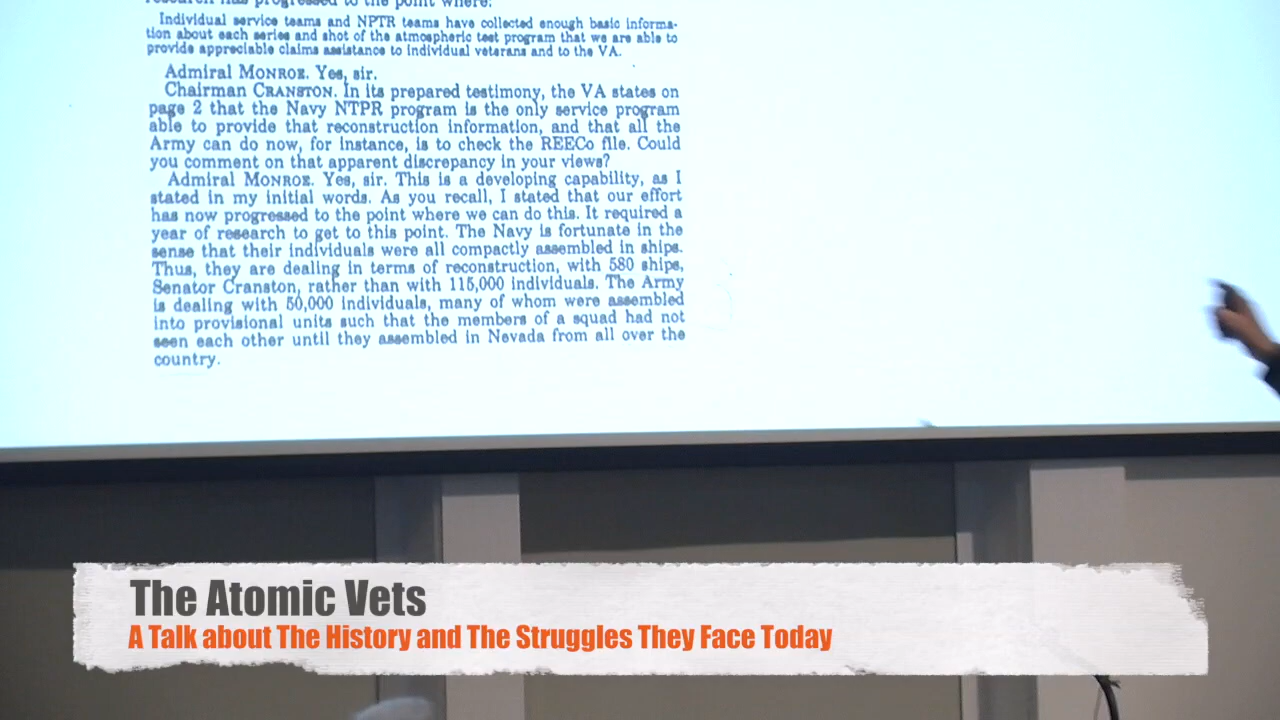 research has progressed to the point where:
Individual service teams and NPTR teams have collected enough basic informa-
tion about each series and shot of the atmospheric test program that we are able to
provide appreciable claims assistance to individual veterans and to the VA.
Admiral MONROE. Yes, sir.
Chairman CRANSTON. In its prepared testimony, the VA states on
page 2 that the Navy NTPR program is the only service program
able to provide that reconstruction information, and that all the
Army can do now, for instance, is to check the REECo file. Could
you comment on that apparent discrepancy in your views?
Admiral MONROE. Yes, sir. This is a developing capability, as I
stated in my initial words. As you recall, I stated that our effort
has now progressed to the point where we can do this. It required a
year of research to get to this point. The Navy is fortunate in the
sense that their individuals were all compactly assembled in ships.
Thus, they are dealing in terms of reconstruction, with 580 ships,
Senator Cranston, rather than with 115,000 individuals. The Army
is dealing with 50,000 individuals, many of whom were assembled
into provisional units such that the members of a squad had not
seen each other until they assembled in Nevada from all over the
country.
The Atomic Vets
A Talk about The History and The Struggles They Face Today